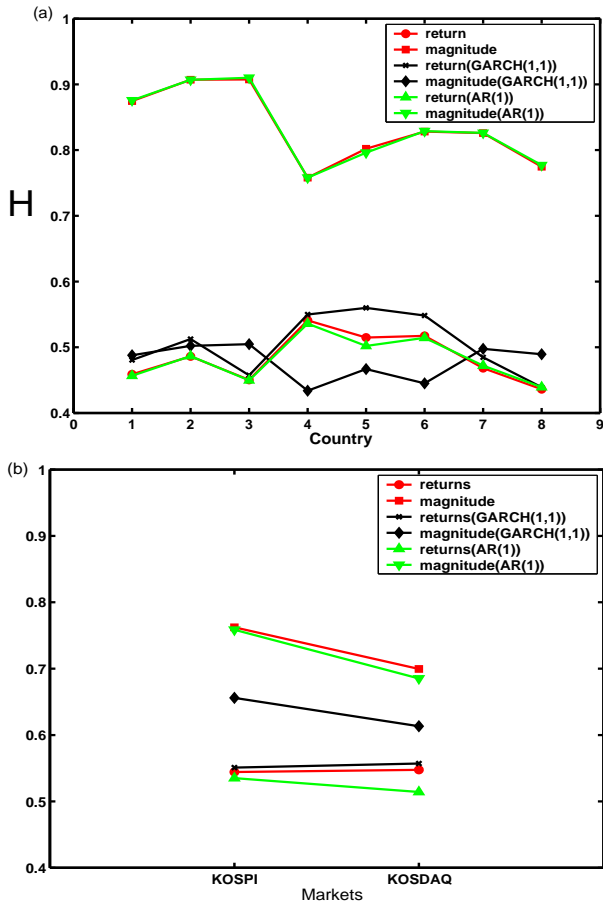 (a)
1
0.9
0.8
0.7
0.6
0.5
0.4
H
return
magnitude
return(GARCH(1,1))
magnitude(GARCH(1,1))
return(AR(1))
magnitude(AR(1))
0 1 2 3 4 5 6 7 8 9
Country
(b)
1
0.9
0.8
0.7
0.6
0.5
0.4
returns
magnitude
returns(GARCH(1,1))
magnitude(GARCH(1,1))
returns(AR(1))
magnitude(AR(1))
KOSPI KOSDAQ
Markets